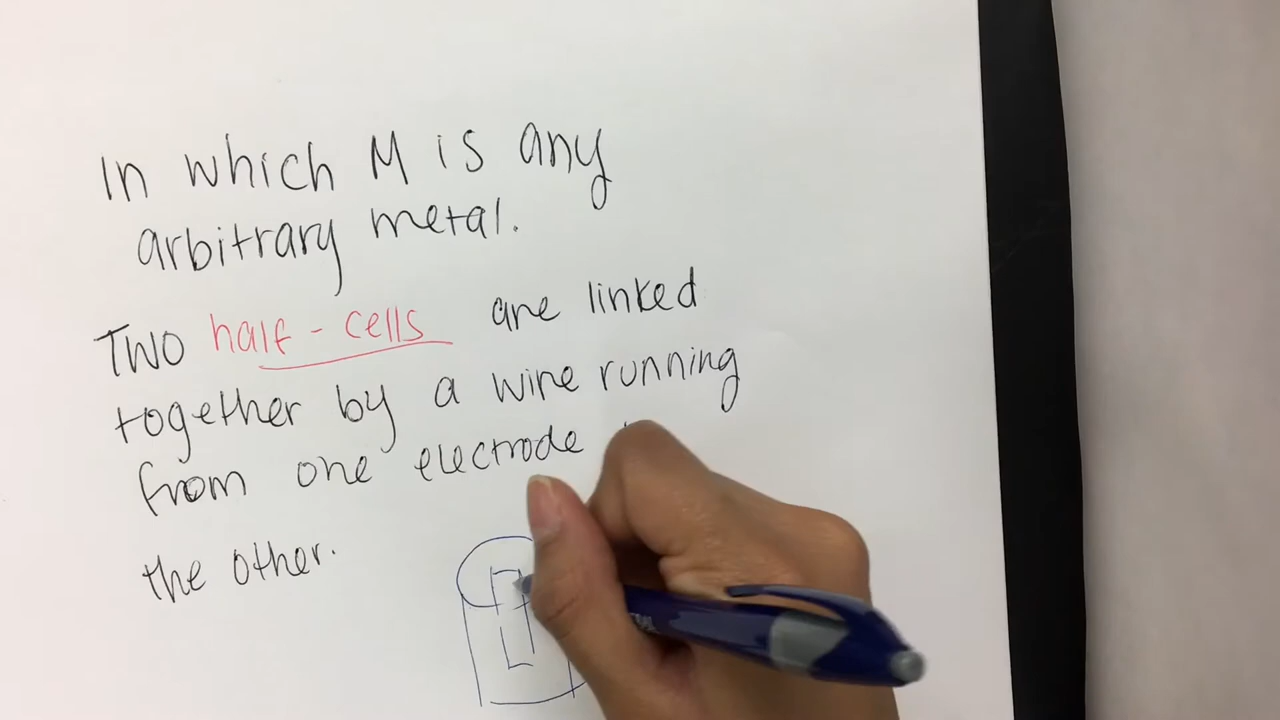 In which M is any
arbitrary metal.
Two half-cells are linked
together by a wire running
from one electrode
the other.